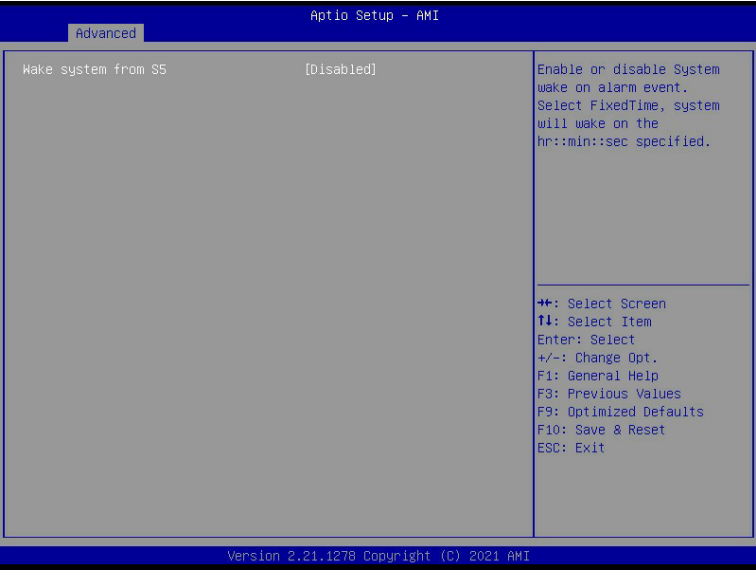 Aptio Setup – AMI
Advanced
Wake system from S5 [Disabled]
Enable or disable System
wake on alarm event.
Select FixedTime, system
will wake on the
hr::min::sec specified.
→←: Select Screen
↑↓: Select Item
Enter: Select
+/-: Change Opt.
F1: General Help
F3: Previous Values
F9: Optimized Defaults
F10: Save & Reset
ESC: Exit
Version 2.21.1278 Copyright (C) 2021 AMI